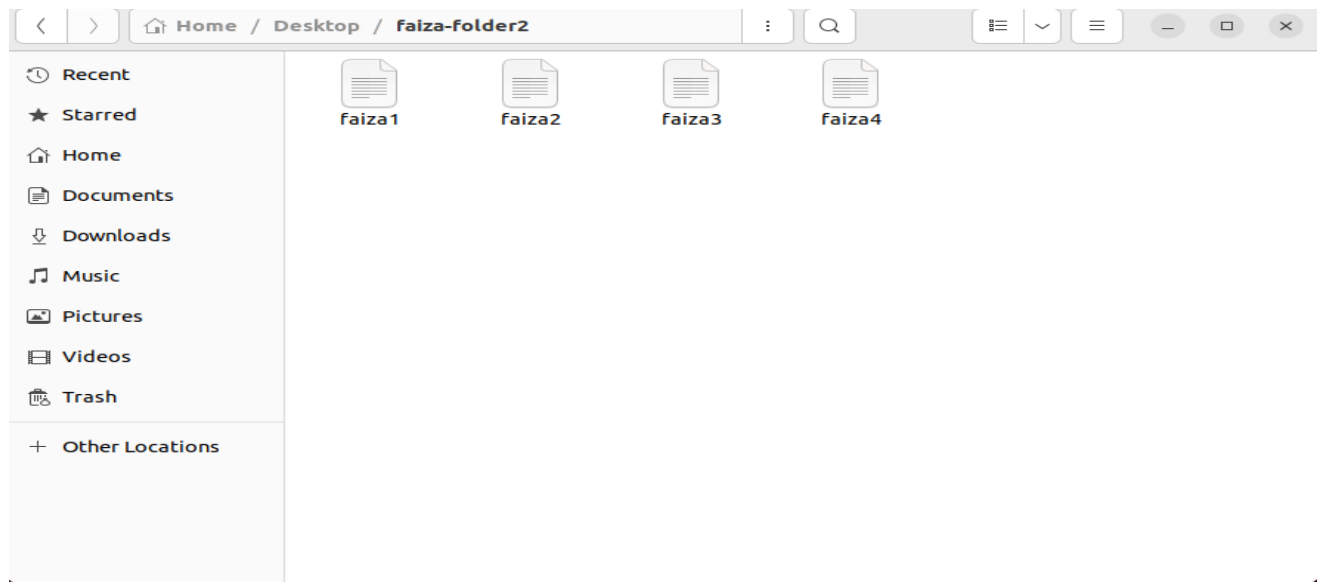 Home / Desktop / faiza-folder2
Recent
Starred
Home
Documents
Downloads
Music
Pictures
Videos
Trash
Other Locations
faiza1 faiza2 faiza3 faiza4